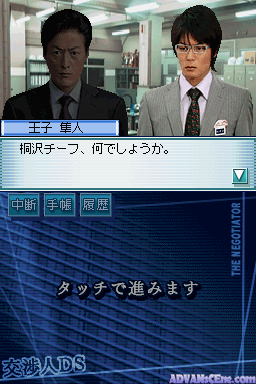 王子 隼人
桐沢チーフ、何でしょうか。
中断
手帳
履歴
タッチで進みます
THE NEGOTIATOR
交渉人DS
ADVANsCEne.com